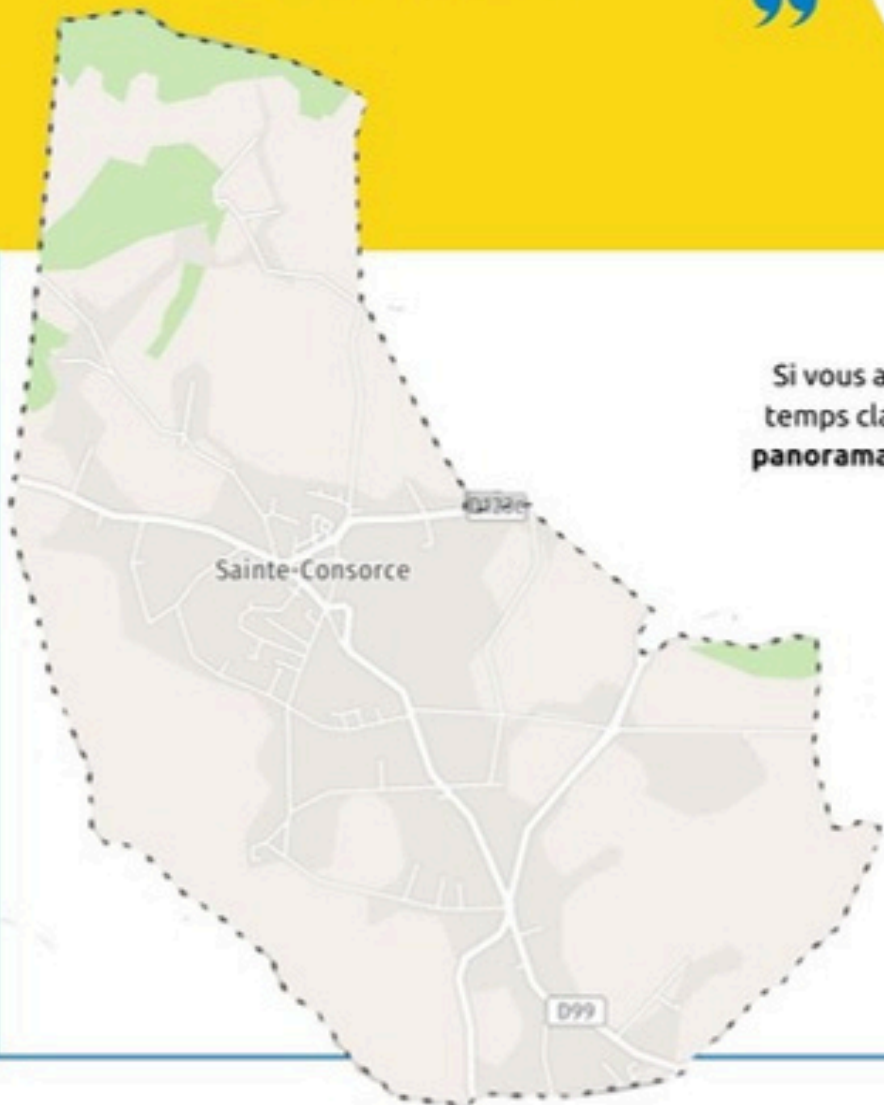 ”
Si vous a
temps cla
panorama
Sainte-Consorce
D99